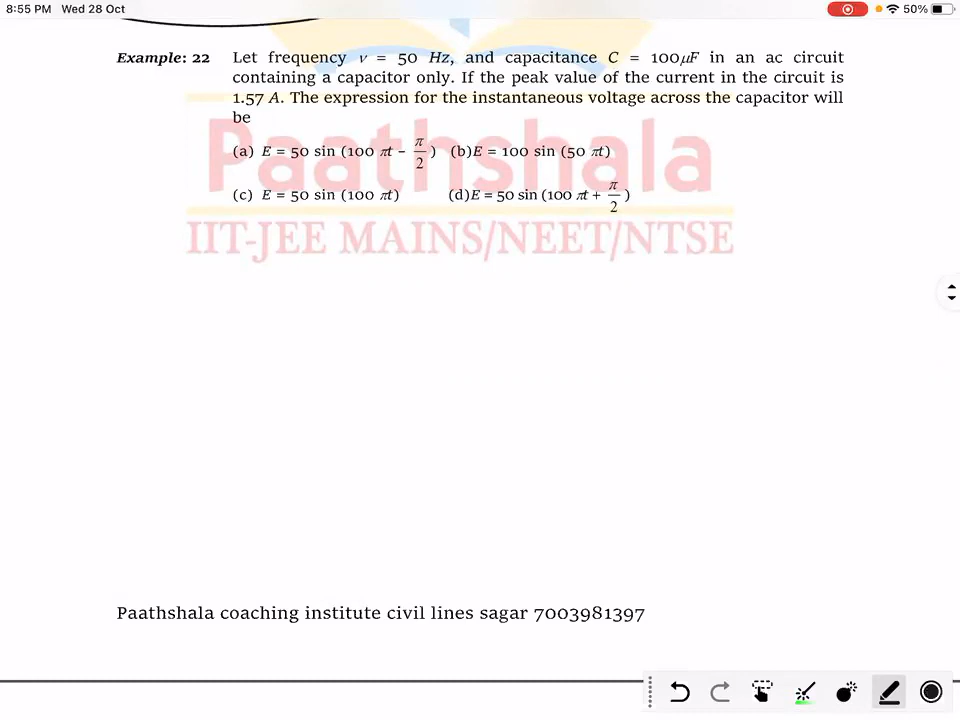 8:55 PM Wed 28 Oct 50%
Example: 22 Let frequency ν = 50 Hz, and capacitance C = 100μF in an ac circuit
containing a capacitor only. If the peak value of the current in the circuit is
1.57 A. The expression for the instantaneous voltage across the capacitor will
be
(a) E = 50 sin (100 πt – π/2) (b)E = 100 sin (50 πt)
(c) E = 50 sin (100 πt) (d)E = 50 sin (100 πt + π/2)
Paathshala
IIT-JEE MAINS/NEET/NTSE
Paathshala coaching institute civil lines sagar 7003981397